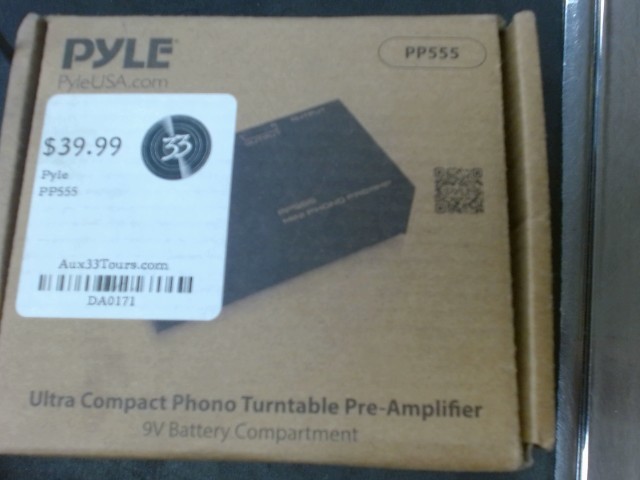 PYLE
PyleUSA.com
PP555
$39.99
33
Pyle
PP555
Aux33Tours.com
DA0171
PP555
Ultra Compact Phono Turntable Pre-Amplifier
9V Battery Compartment